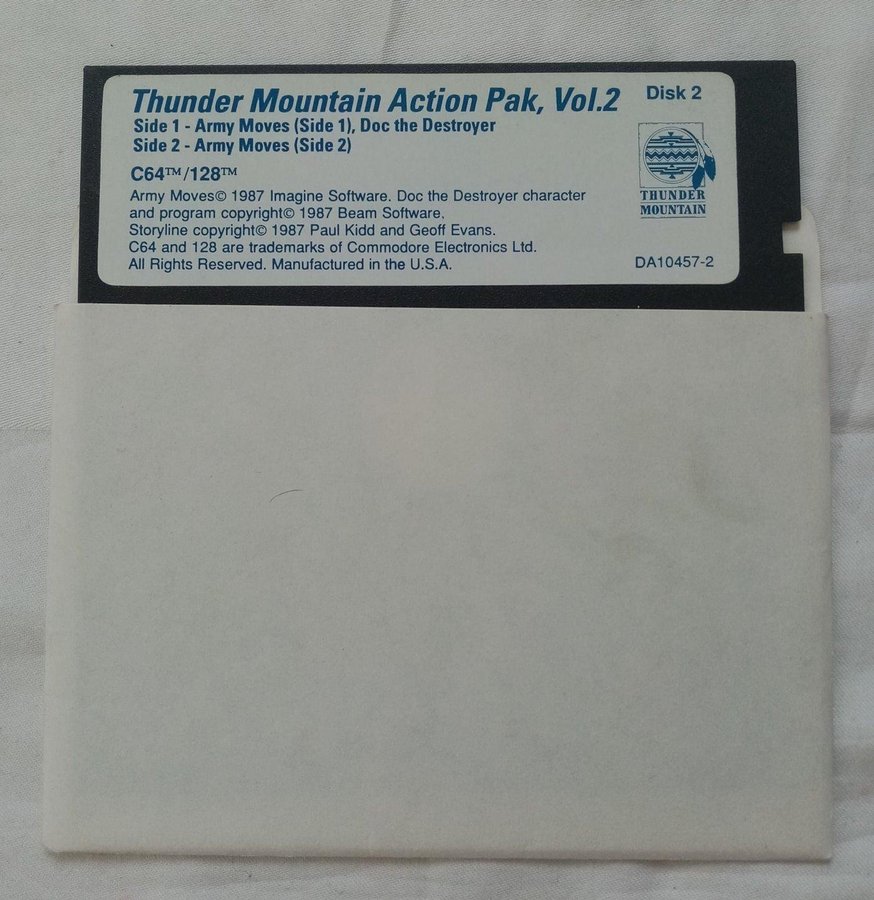 Thunder Mountain Action Pak, Vol.2
Disk 2
Side 1 - Army Moves (Side 1), Doc the Destroyer
Side 2 - Army Moves (Side 2)
C64™/128™
Army Moves© 1987 Imagine Software. Doc the Destroyer character
and program copyright© 1987 Beam Software.
Storyline copyright© 1987 Paul Kidd and Geoff Evans.
C64 and 128 are trademarks of Commodore Electronics Ltd.
All Rights Reserved. Manufactured in the U.S.A.
THUNDER
MOUNTAIN
DA10457-2